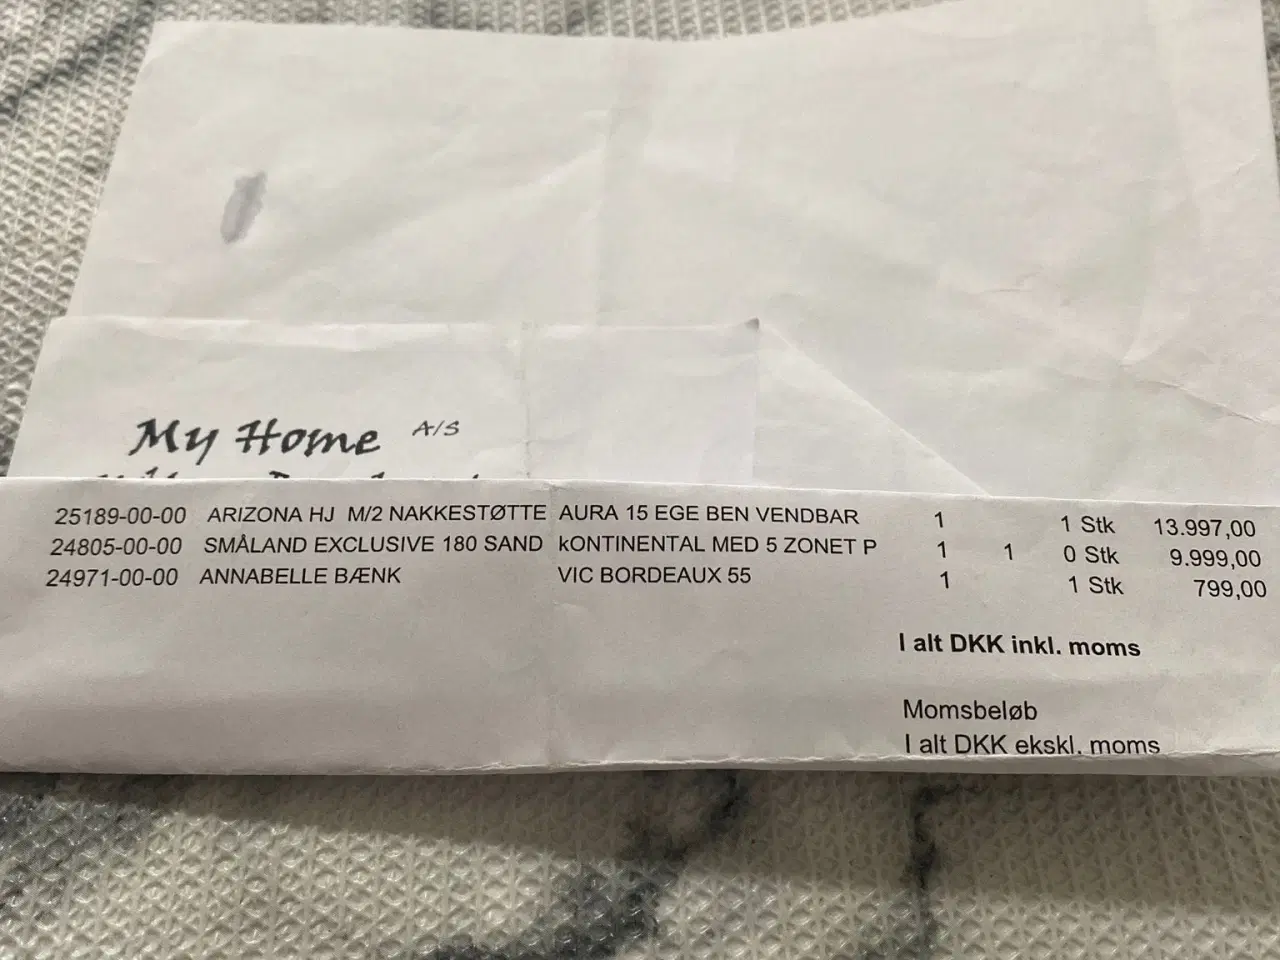 My Home A/S
25189-00-00 ARIZONA HJ M/2 NAKKESTØTTE AURA 15 EGE BEN VENDBAR 1 1 Stk 13.997,00
24805-00-00 SMÅLAND EXCLUSIVE 180 SAND kONTINENTAL MED 5 ZONET P 1 1 0 Stk 9.999,00
24971-00-00 ANNABELLE BÆNK VIC BORDEAUX 55 1 1 Stk 799,00
I alt DKK inkl. moms
Momsbeløb
I alt DKK ekskl. moms